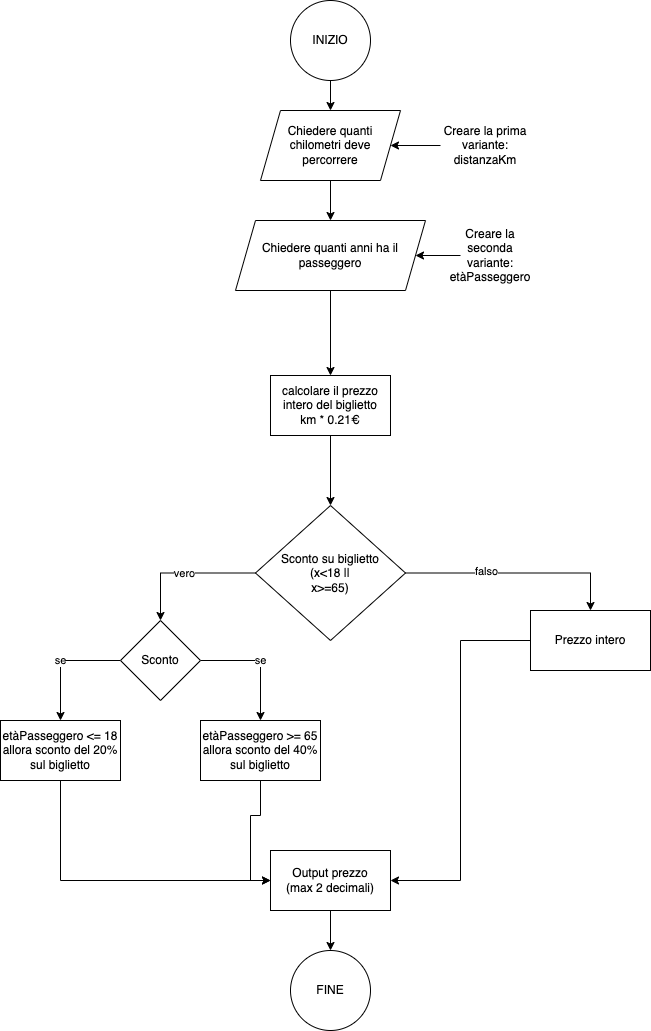 INIZIO
Chiedere quanti
chilometri deve
percorrere
Creare la prima
variante:
distanzaKm
Chiedere quanti anni ha il
passeggero
Creare la
seconda
variante:
etàPasseggero
calcolare il prezzo
intero del biglietto
km * 0.21€
Sconto su biglietto
(x<18 ||
x>=65)
vero
falso
Sconto
Prezzo intero
se
se
etàPasseggero <= 18
allora sconto del 20%
sul biglietto
etàPasseggero >= 65
allora sconto del 40%
sul biglietto
Output prezzo
(max 2 decimali)
FINE